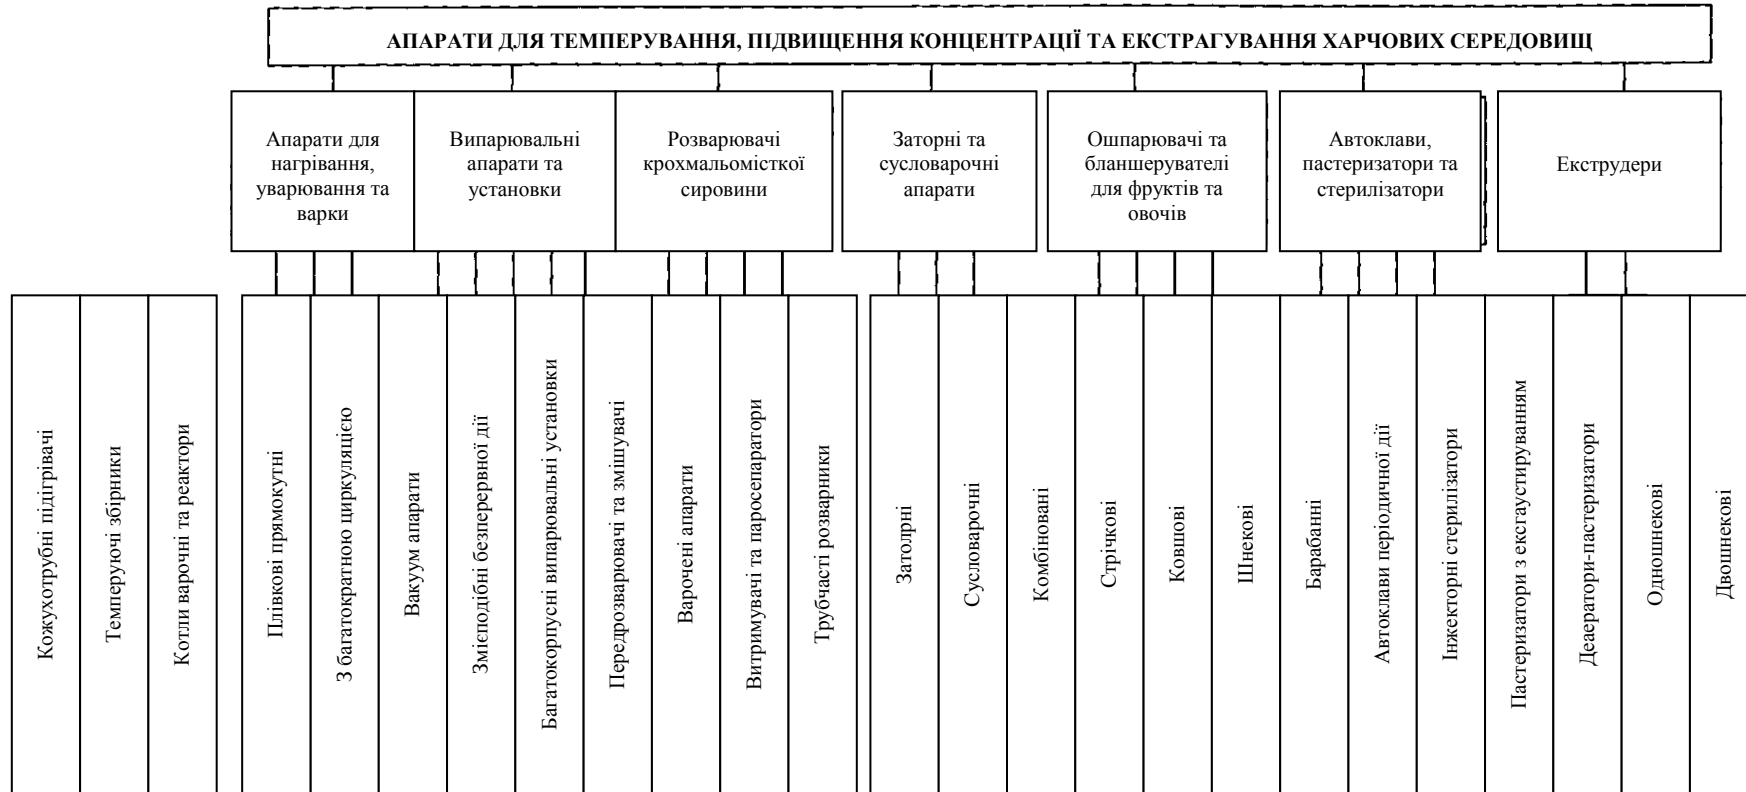 АПАРАТИ ДЛЯ ТЕМПЕРУВАННЯ, ПІДВИЩЕННЯ КОНЦЕНТРАЦІЇ ТА ЕКСТРАГУВАННЯ ХАРЧОВИХ СЕРЕДОВИЩ
Апарати для
нагрівання,
уварювання та
варки
Випарювальні
апарати та
установки
Розварювачі
крохмальомісткої
сировини
Заторні та
сусловарочні
апарати
Ошпарювачі та
бланшерувателі
для фруктів та
овочів
Автоклави,
пастеризатори та
стерилізатори
Екструдери
Кожухотрубні підігрівачі
Темперуючі збірники
Котли варочні та реактори
Плівкові прямокутні
З багатократною циркуляцією
Вакуум апарати
Змієподібні безперервної дії
Багатокорпусні випарювальні установки
Передрозварювачі та змішувачі
Варочені апарати
Витримувачі та паросепаратори
Трубчасті розварники
Затолрні
Сусловарочні
Комбіновані
Стрічкові
Ковшові
Шнекові
Барабанні
Автоклави періодичної дії
Інжекторні стерилізатори
Пастеризатори з ексгаустируванням
Деаератори-пастеризатори
Одношнекові
Двошнекові